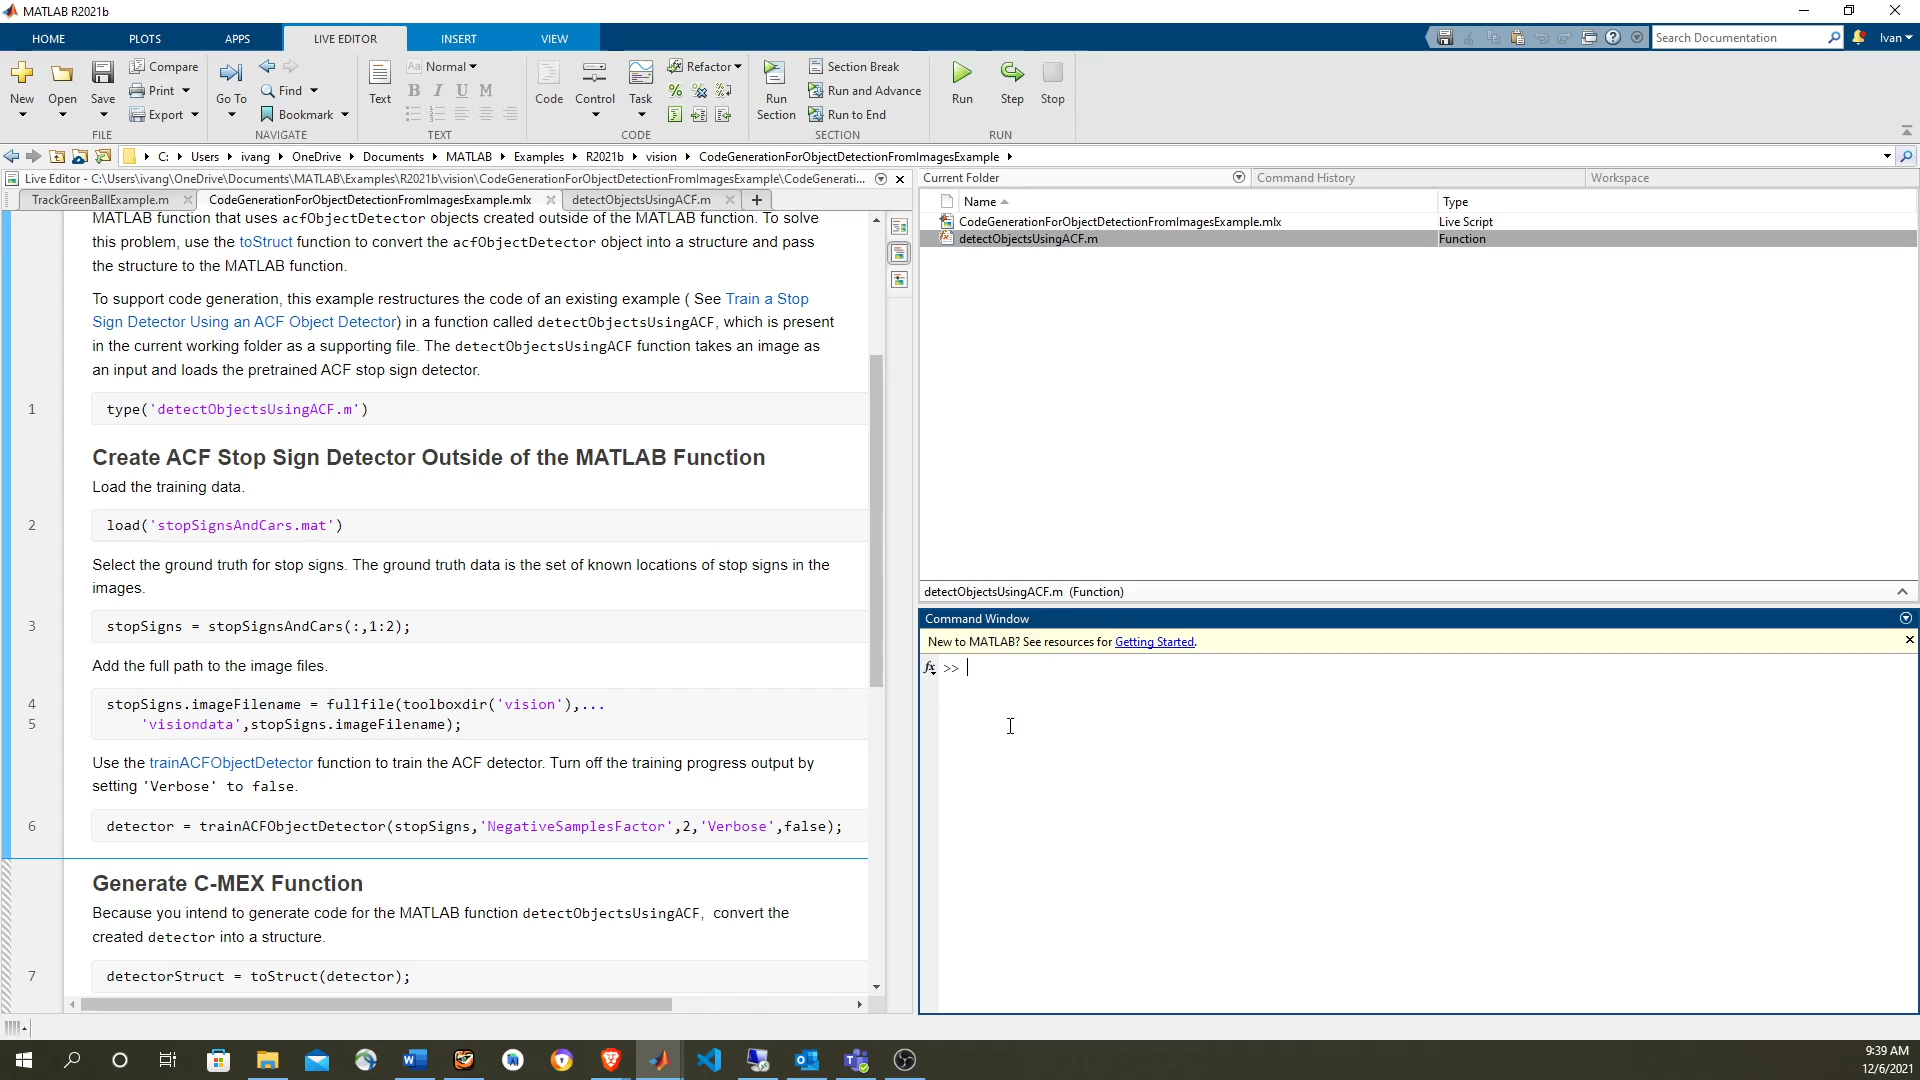 MATLAB R2021b
HOME PLOTS APPS LIVE EDITOR INSERT VIEW
Search Documentation
Ivan
New
Open
Save
Compare
Print
Export
FILE
Go To
Find
Bookmark
NAVIGATE
Text
Aa Normal
B I U M
TEXT
Code
Control
Task
Refactor
CODE
Run
Section
Section Break
Run and Advance
Run to End
SECTION
Run
Step
Stop
RUN
C: Users ivang OneDrive Documents MATLAB Examples R2021b vision CodeGenerationForObjectDetectionFromImagesExample
Live Editor - C:\Users\ivang\OneDrive\Documents\MATLAB\Examples\R2021b\vision\CodeGenerationForObjectDetectionFromImagesExample\CodeGenerati...
TrackGreenBallExample.m CodeGenerationForObjectDetectionFromImagesExample.mlx detectObjectsUsingACF.m
MATLAB function that uses acfObjectDetector objects created outside of the MATLAB function. To solve
this problem, use the toStruct function to convert the acfObjectDetector object into a structure and pass
the structure to the MATLAB function.
To support code generation, this example restructures the code of an existing example ( See Train a Stop
Sign Detector Using an ACF Object Detector) in a function called detectObjectsUsingACF, which is present
in the current working folder as a supporting file. The detectObjectsUsingACF function takes an image as
an input and loads the pretrained ACF stop sign detector.
1 type('detectObjectsUsingACF.m')
Create ACF Stop Sign Detector Outside of the MATLAB Function
Load the training data.
2 load('stopSignsAndCars.mat')
Select the ground truth for stop signs. The ground truth data is the set of known locations of stop signs in the
images.
3 stopSigns = stopSignsAndCars(:,1:2);
Add the full path to the image files.
4 stopSigns.imageFilename = fullfile(toolboxdir('vision'),...
5 'visiondata',stopSigns.imageFilename);
Use the trainACFObjectDetector function to train the ACF detector. Turn off the training progress output by
setting 'Verbose' to false.
6 detector = trainACFObjectDetector(stopSigns,'NegativeSamplesFactor',2,'Verbose',false);
Generate C-MEX Function
Because you intend to generate code for the MATLAB function detectObjectsUsingACF, convert the
created detector into a structure.
7 detectorStruct = toStruct(detector);
Current Folder
Command History
Workspace
Name Type
CodeGenerationForObjectDetectionFromImagesExample.mlx Live Script
detectObjectsUsingACF.m Function
detectObjectsUsingACF.m (Function)
Command Window
New to MATLAB? See resources for Getting Started.
fx >>
9:39 AM
12/6/2021